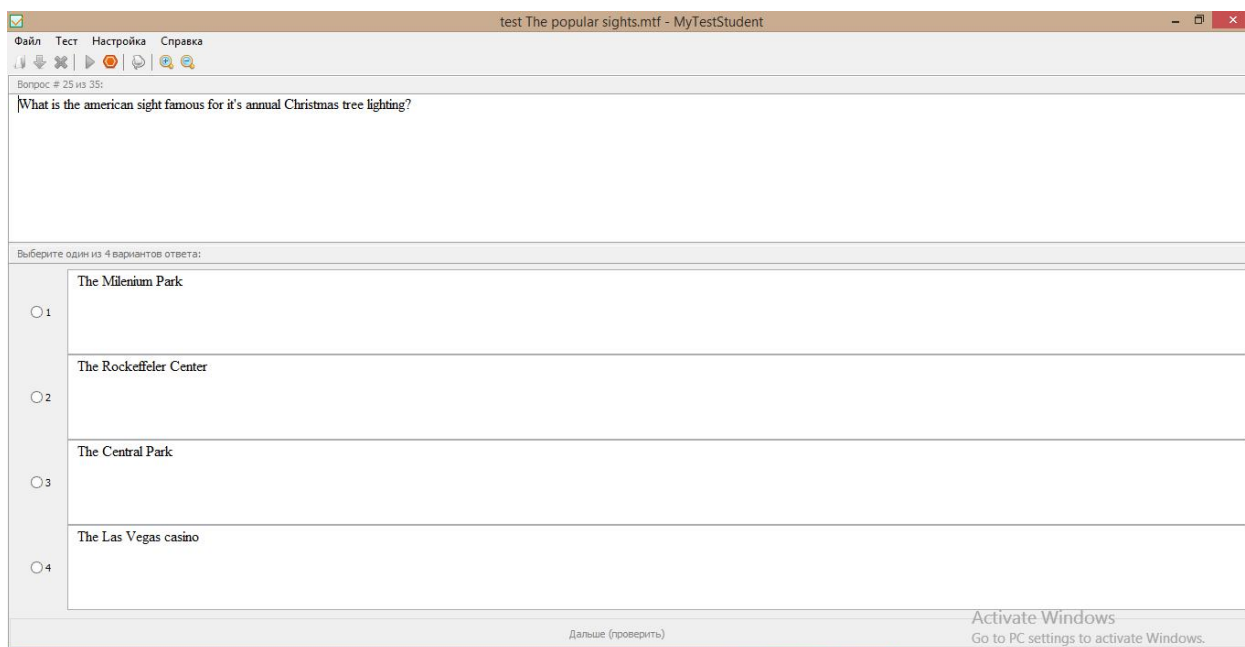 test The popular sights.mtf - MyTestStudent
Файл Тест Настройка Справка
Вопрос # 25 из 35:
What is the american sight famous for it's annual Christmas tree lighting?
Выберите один из 4 вариантов ответа:
The Milenium Park
1
The Rockeffeler Center
2
The Central Park
3
The Las Vegas casino
4
Дальше (проверить)
Activate Windows
Go to PC settings to activate Windows.